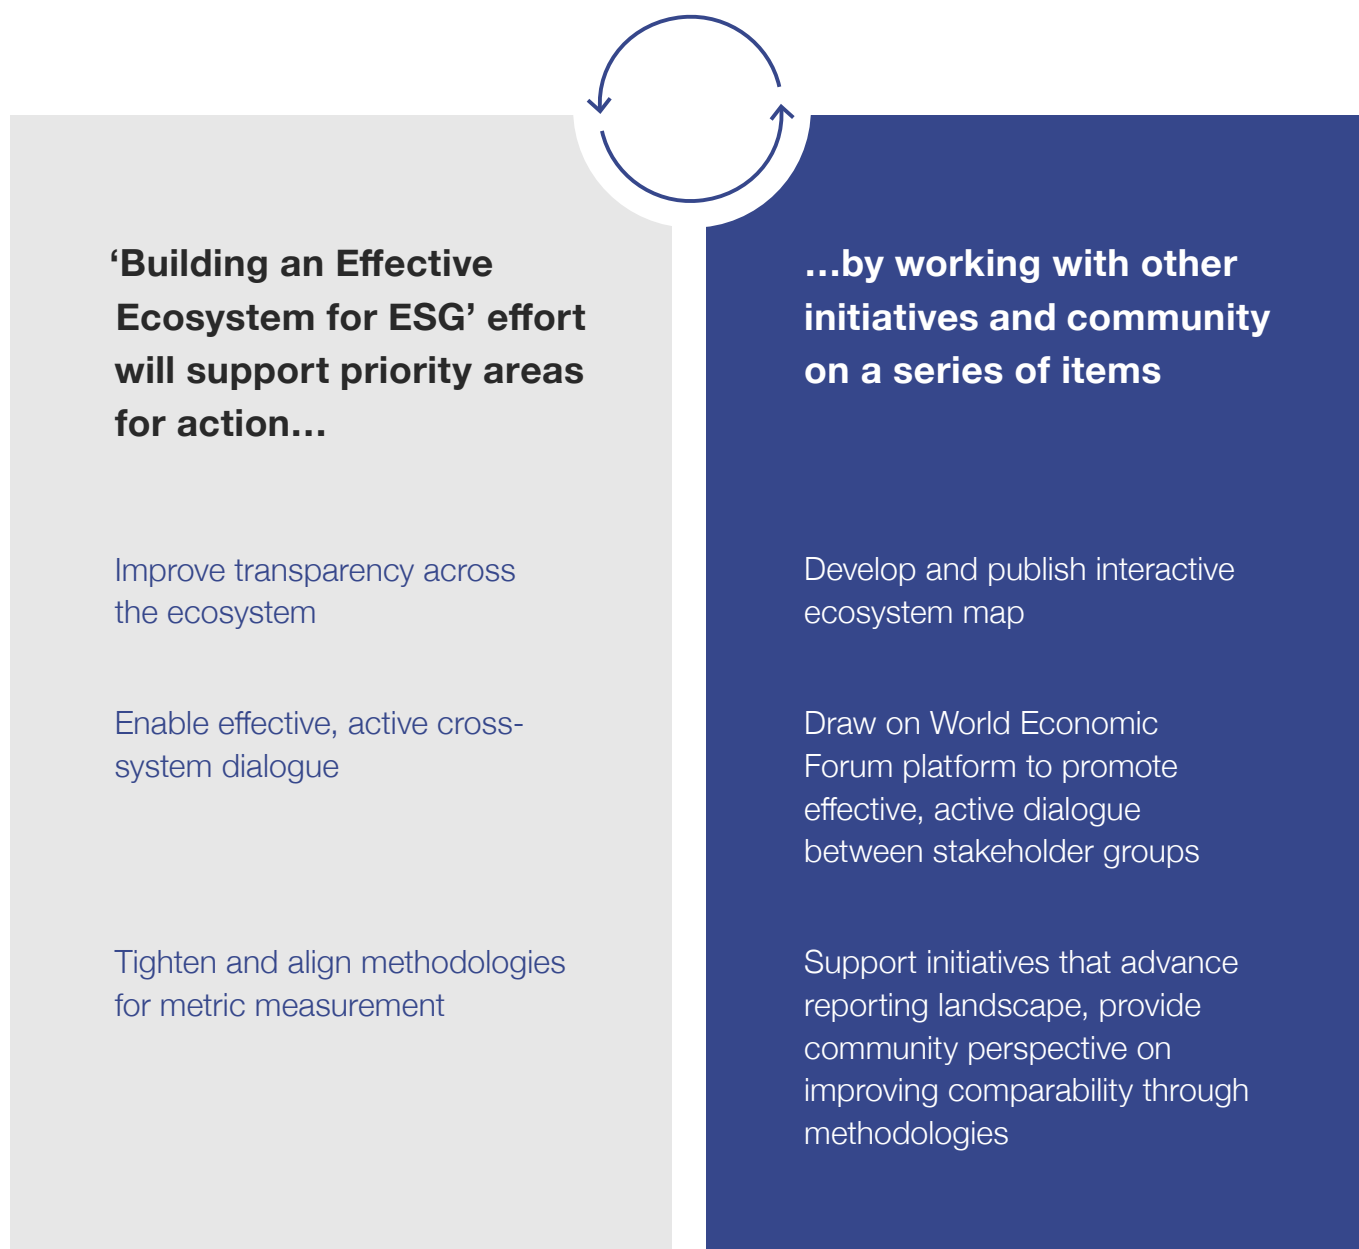 ‘Building an Effective
Ecosystem for ESG’ effort
will support priority areas
for action…
Improve transparency across
the ecosystem
Enable effective, active cross-
system dialogue
Tighten and align methodologies
for metric measurement
…by working with other
initiatives and community
on a series of items
Develop and publish interactive
ecosystem map
Draw on World Economic
Forum platform to promote
effective, active dialogue
between stakeholder groups
Support initiatives that advance
reporting landscape, provide
community perspective on
improving comparability through
methodologies